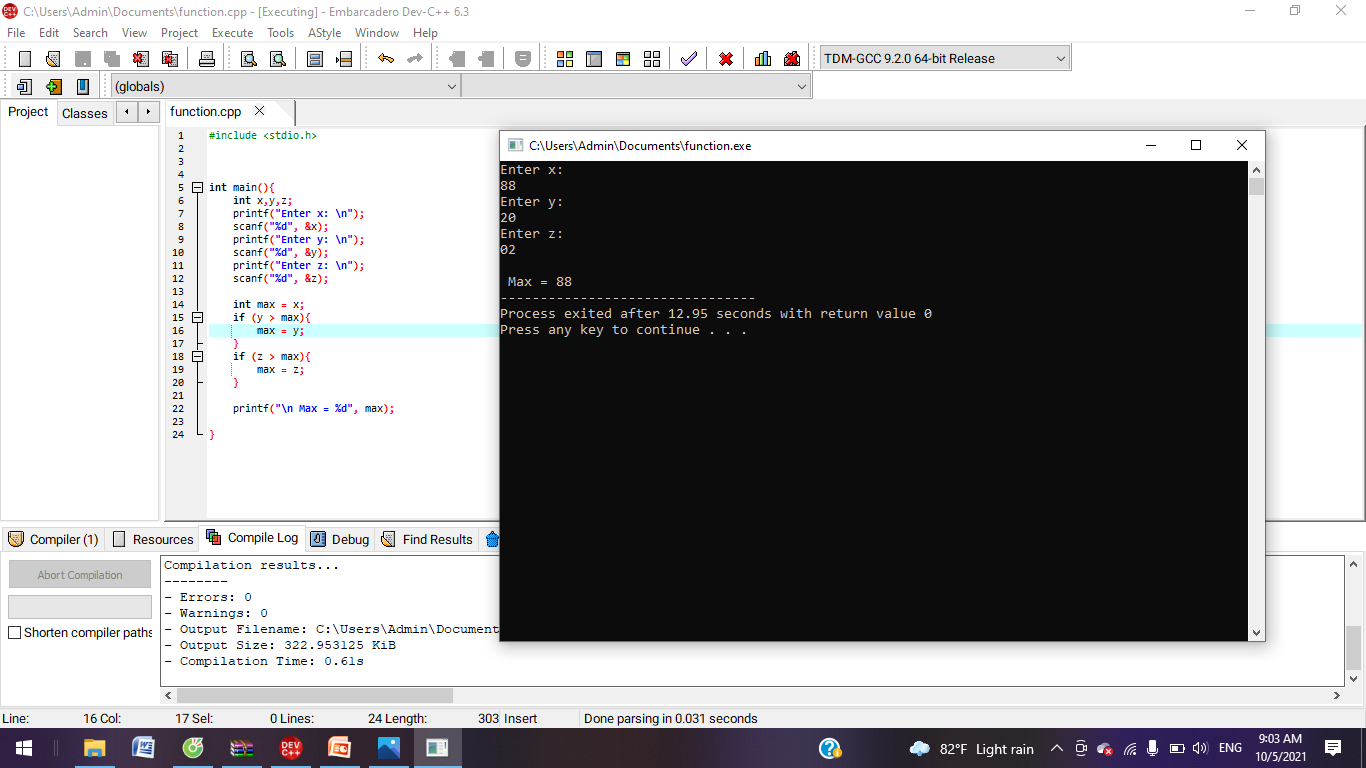 C:\Users\Admin\Documents\function.cpp - [Executing] - Embarcadero Dev-C++ 6.3
File Edit Search View Project Execute Tools AStyle Window Help
TDM-GCC 9.2.0 64-bit Release
(globals)
Project Classes
function.cpp
1 #include <stdio.h>
2
3
4
5 int main(){
6 int x,y,z;
7 printf("Enter x: \n");
8 scanf("%d", &x);
9 printf("Enter y: \n");
10 scanf("%d", &y);
11 printf("Enter z: \n");
12 scanf("%d", &z);
13
14 int max = x;
15 if (y > max){
16 max = y;
17 }
18 if (z > max){
19 max = z;
20 }
21
22 printf("\n Max = %d", max);
23
24 }
C:\Users\Admin\Documents\function.exe
Enter x:
88
Enter y:
20
Enter z:
02
Max = 88
--------------------------------
Process exited after 12.95 seconds with return value 0
Press any key to continue . . .
Compiler (1) Resources Compile Log Debug Find Results
Abort Compilation
Shorten compiler paths
Compilation results...
--------
- Errors: 0
- Warnings: 0
- Output Filename: C:\Users\Admin\Document
- Output Size: 322.953125 KiB
- Compilation Time: 0.61s
Line: 16 Col: 17 Sel: 0 Lines: 24 Length: 303 Insert Done parsing in 0.031 seconds
DEV C++
82°F Light rain ENG
9:03 AM
10/5/2021